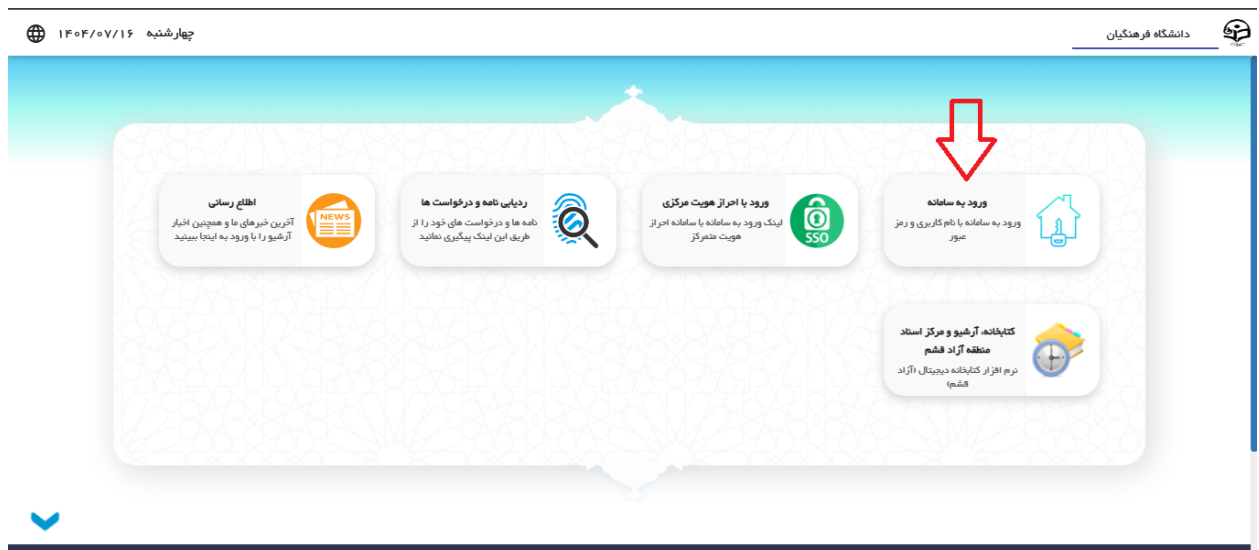 دانشگاه فرهنگیان
چهارشنبه ۱۴۰۴/۰۷/۱۶
ورود به سامانه
ورود به سامانه با نام کاربری و رمز
عبور
ورود با احراز هویت مرکزی
لینک ورود به سامانه با سامانه احراز
هویت متمرکز
SSO
ردیابی نامه و درخواست ها
نامه ها و درخواست های خود را از
طریق این لینک پیگیری نمائید
اطلاع رسانی
آخرین خبرهای ما و همچنین اخبار
آرشیو را با ورود به اینجا ببینید
NEWS
کتابخانه، آرشیو و مرکز اسناد
منطقه آزاد قشم
نرم افزار کتابخانه دیجیتال (آزاد
قشم)